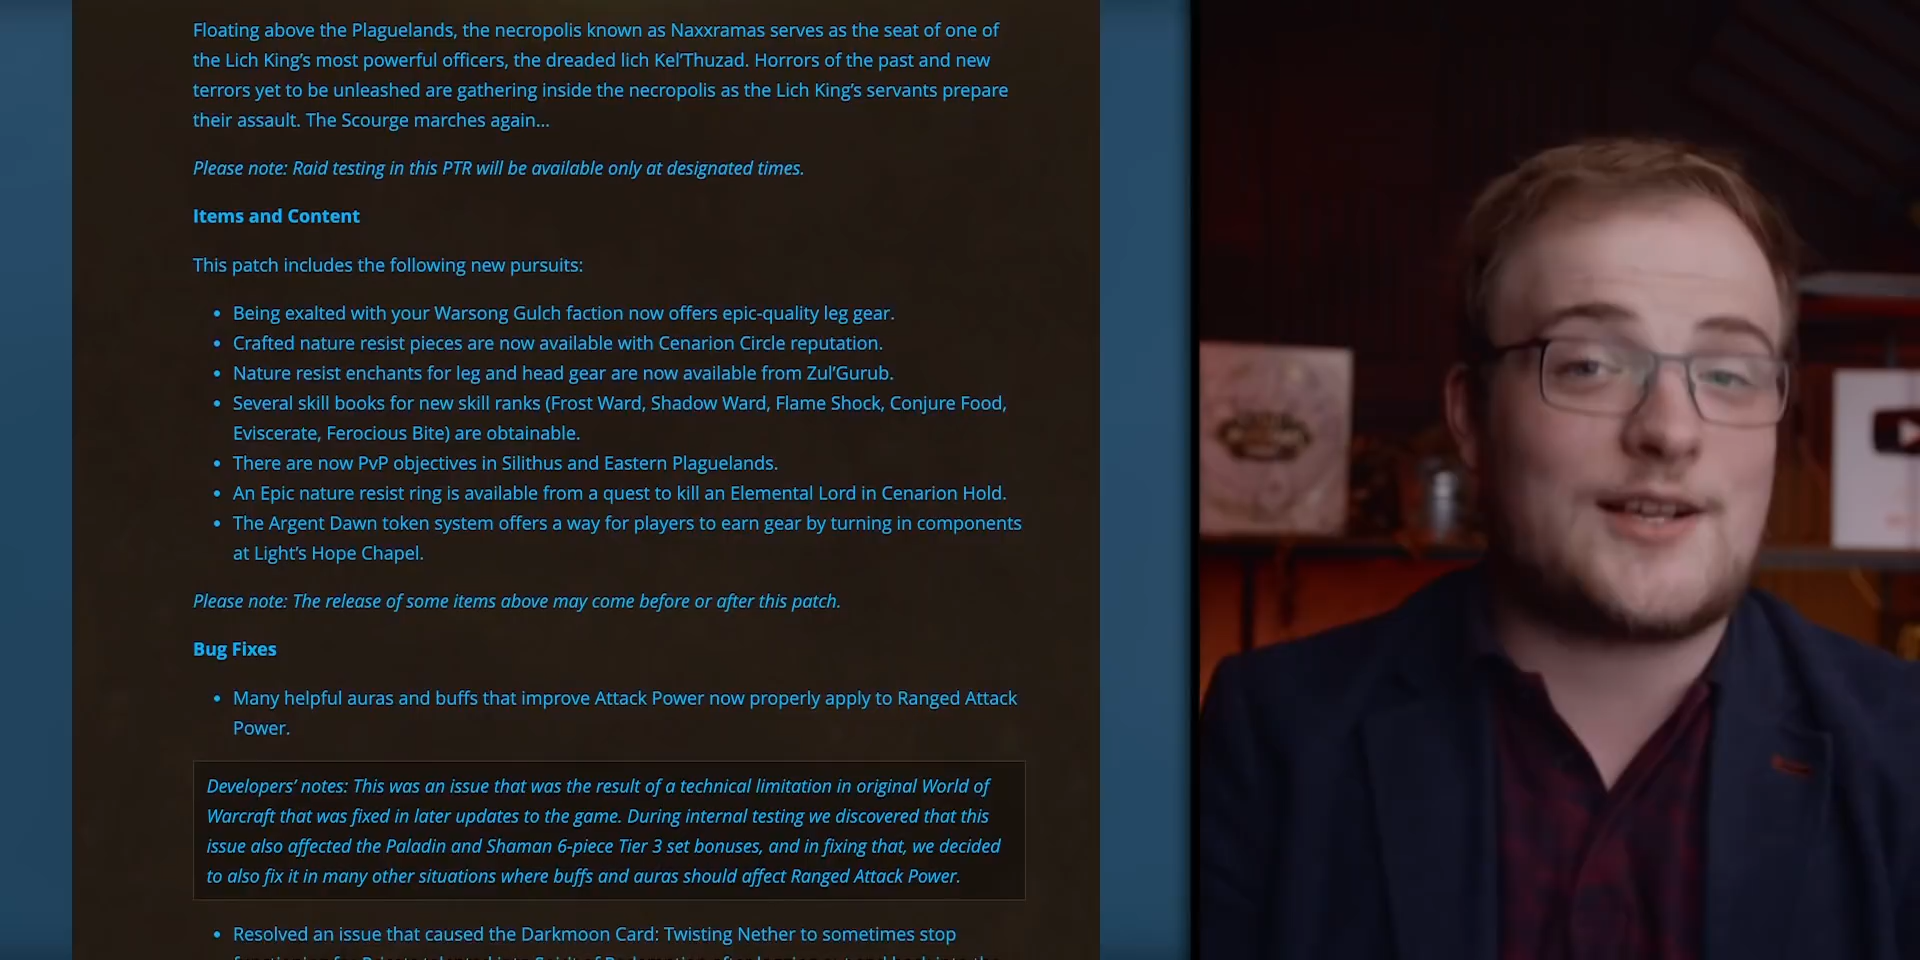 Floating above the Plaguelands, the necropolis known as Naxxramas serves as the seat of one of
the Lich King's most powerful officers, the dreaded lich Kel'Thuzad. Horrors of the past and new
terrors yet to be unleashed are gathering inside the necropolis as the Lich King's servants prepare
their assault. The Scourge marches again...
Please note: Raid testing in this PTR will be available only at designated times.
Items and Content
This patch includes the following new pursuits:
• Being exalted with your Warsong Gulch faction now offers epic-quality leg gear.
• Crafted nature resist pieces are now available with Cenarion Circle reputation.
• Nature resist enchants for leg and head gear are now available from Zul'Gurub.
• Several skill books for new skill ranks (Frost Ward, Shadow Ward, Flame Shock, Conjure Food,
Eviscerate, Ferocious Bite) are obtainable.
• There are now PvP objectives in Silithus and Eastern Plaguelands.
• An Epic nature resist ring is available from a quest to kill an Elemental Lord in Cenarion Hold.
• The Argent Dawn token system offers a way for players to earn gear by turning in components
at Light's Hope Chapel.
Please note: The release of some items above may come before or after this patch.
Bug Fixes
• Many helpful auras and buffs that improve Attack Power now properly apply to Ranged Attack
Power.
Developers' notes: This was an issue that was the result of a technical limitation in original World of
Warcraft that was fixed in later updates to the game. During internal testing we discovered that this
issue also affected the Paladin and Shaman 6-piece Tier 3 set bonuses, and in fixing that, we decided
to also fix it in many other situations where buffs and auras should affect Ranged Attack Power.
• Resolved an issue that caused the Darkmoon Card: Twisting Nether to sometimes stop